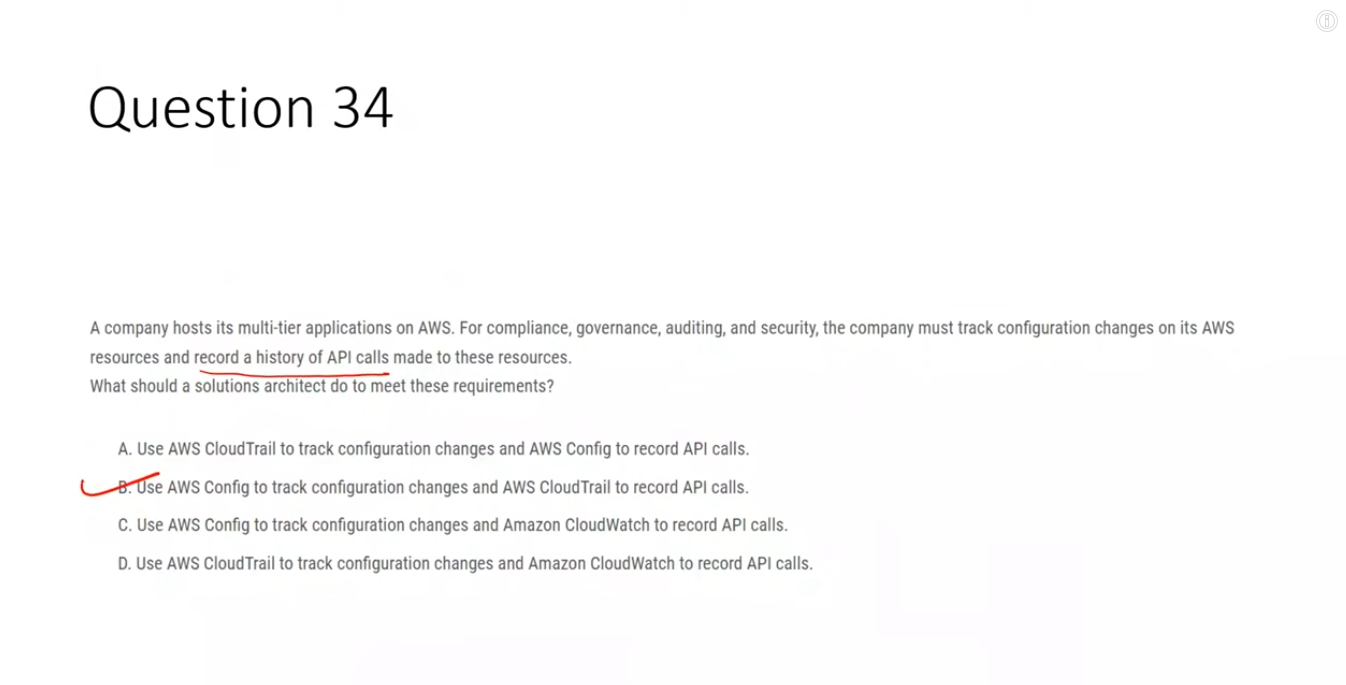 Question 34
A company hosts its multi-tier applications on AWS. For compliance, governance, auditing, and security, the company must track configuration changes on its AWS
resources and record a history of API calls made to these resources.
What should a solutions architect do to meet these requirements?
A. Use AWS CloudTrail to track configuration changes and AWS Config to record API calls.
B. Use AWS Config to track configuration changes and AWS CloudTrail to record API calls.
C. Use AWS Config to track configuration changes and Amazon CloudWatch to record API calls.
D. Use AWS CloudTrail to track configuration changes and Amazon CloudWatch to record API calls.